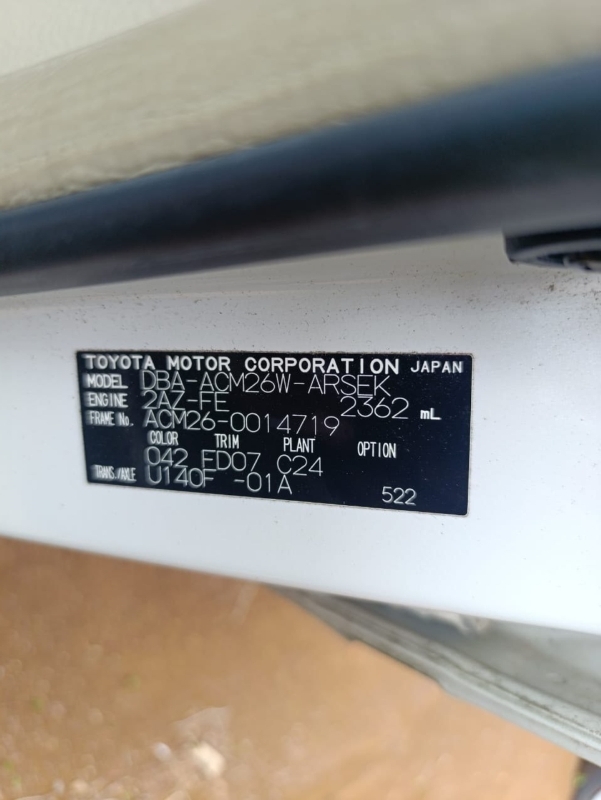 TOYOTA MOTOR CORPORATION JAPAN
MODEL DBA-ACM26W-ARSEK
ENGINE 2AZ-FE 2362 mL
FRAME No. ACM26-0014719
COLOR TRIM PLANT OPTION
042 FD07 C24
TRANS./AXLE U140F -01A 522